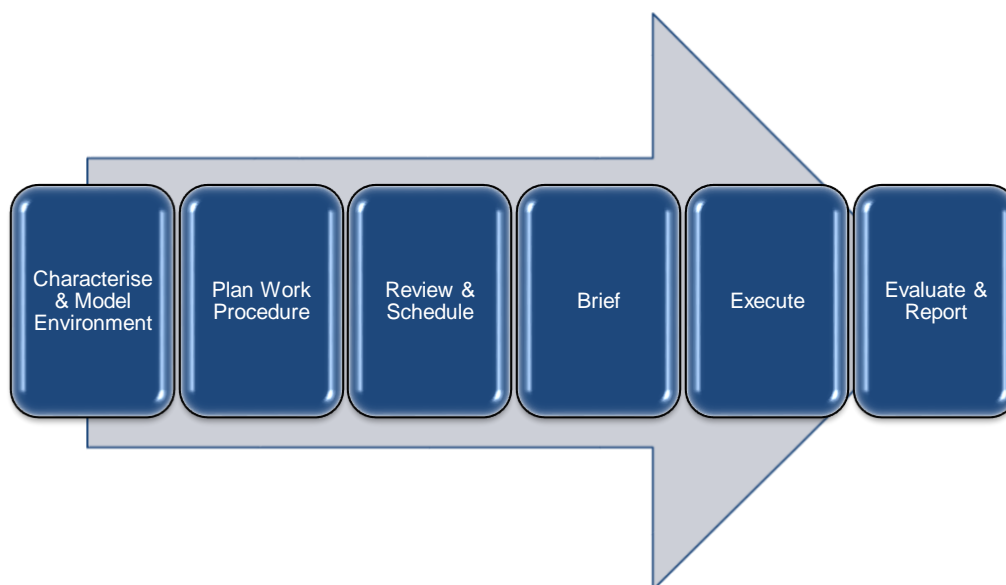 Characterise
& Model
Environment
Plan Work
Procedure
Review &
Schedule
Brief
Execute
Evaluate &
Report